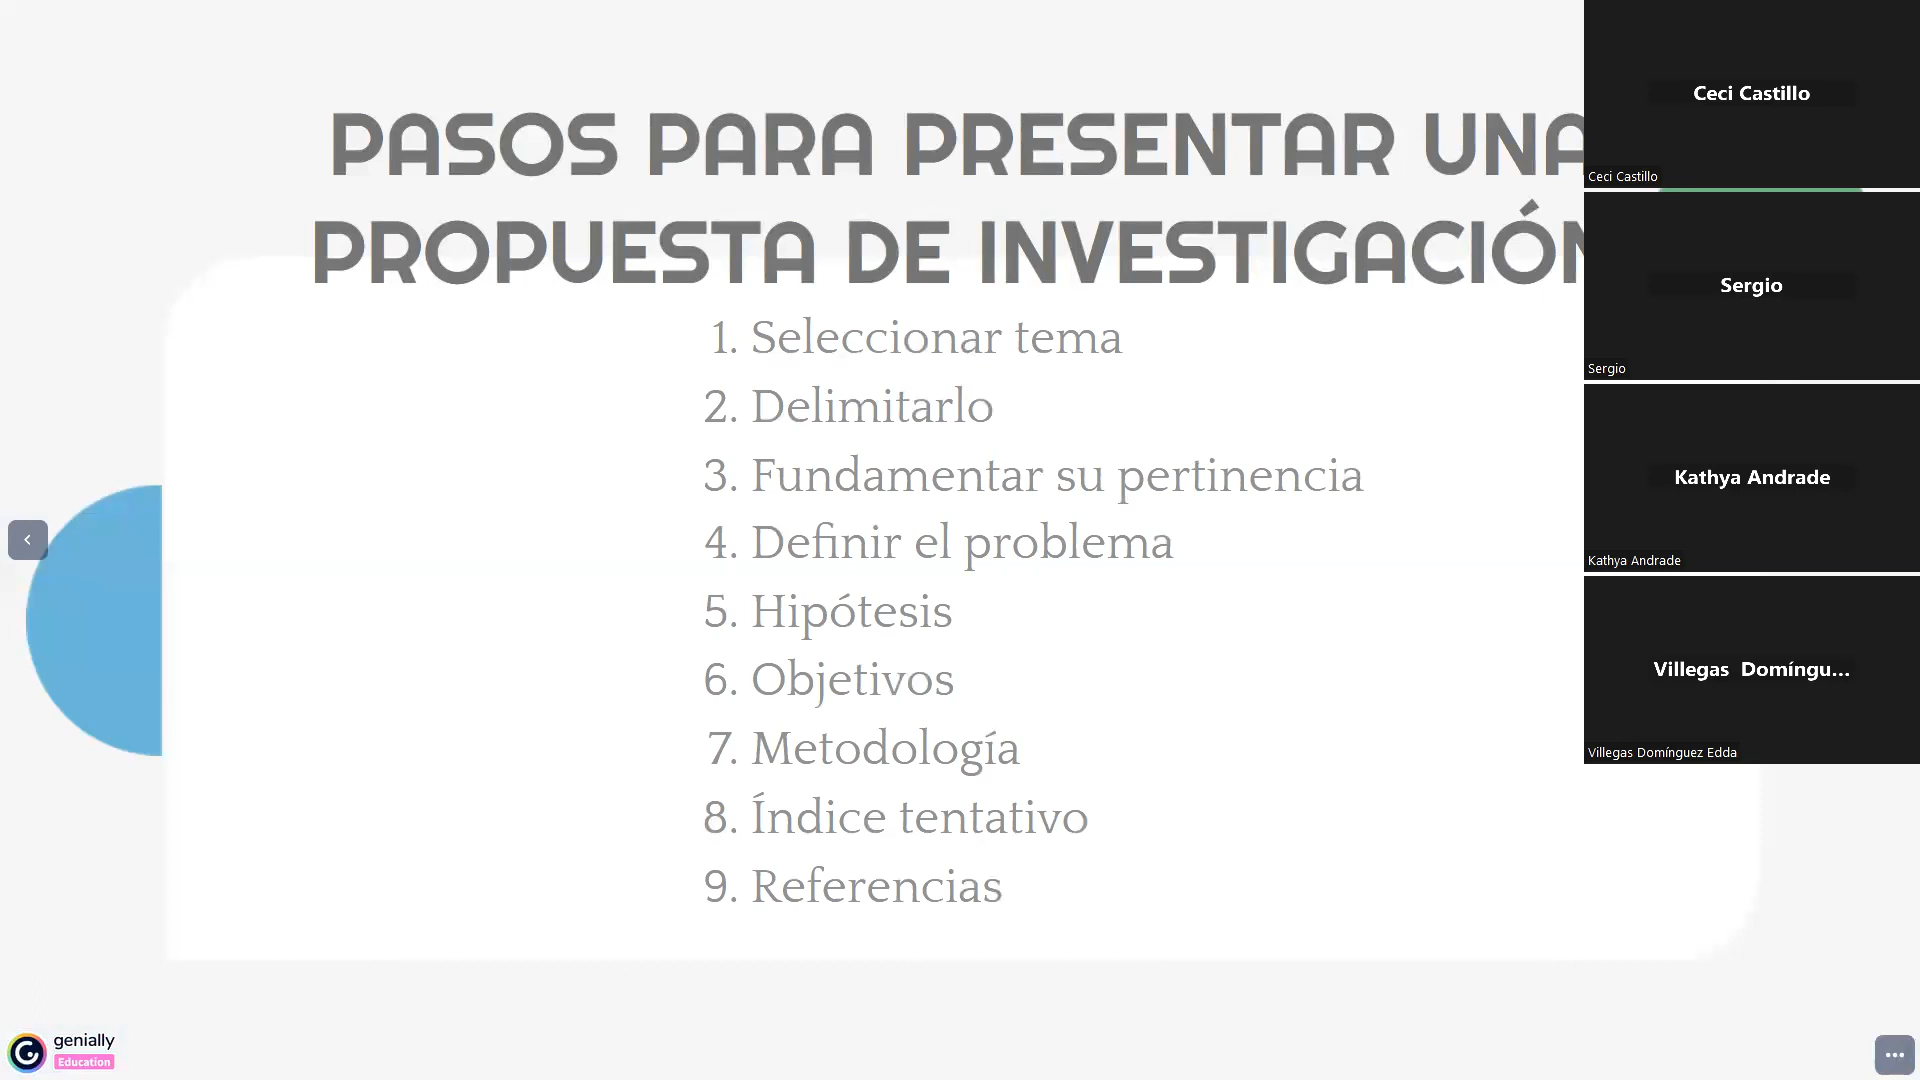 PASOS PARA PRESENTAR UNA
PROPUESTA DE INVESTIGACIÓN
1. Seleccionar tema
2. Delimitarlo
3. Fundamentar su pertinencia
4. Definir el problema
5. Hipótesis
6. Objetivos
7. Metodología
8. Índice tentativo
9. Referencias
Ceci Castillo
Ceci Castillo
Sergio
Sergio
Kathya Andrade
Kathya Andrade
Villegas Domíngu...
Villegas Domínguez Edda
genially
Education